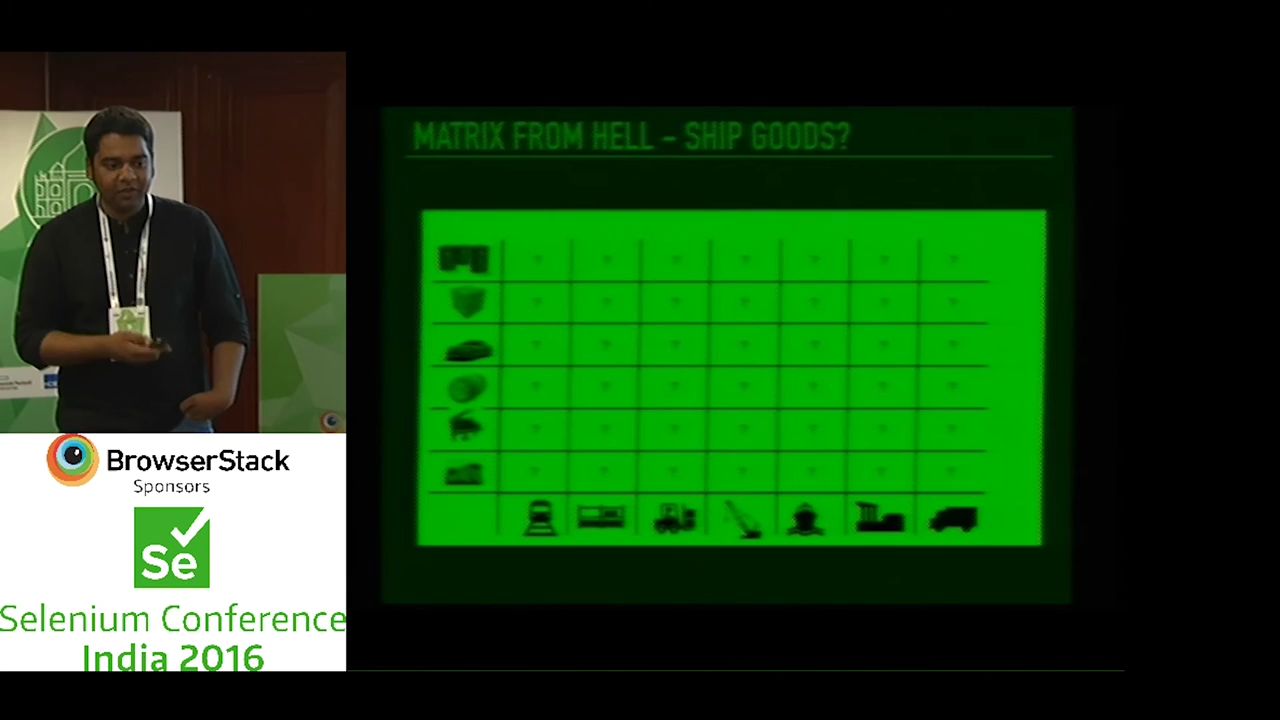 MATRIX FROM HELL – SHIP GOODS?
BrowserStack
Sponsors
Se
Selenium Conference
India 2016